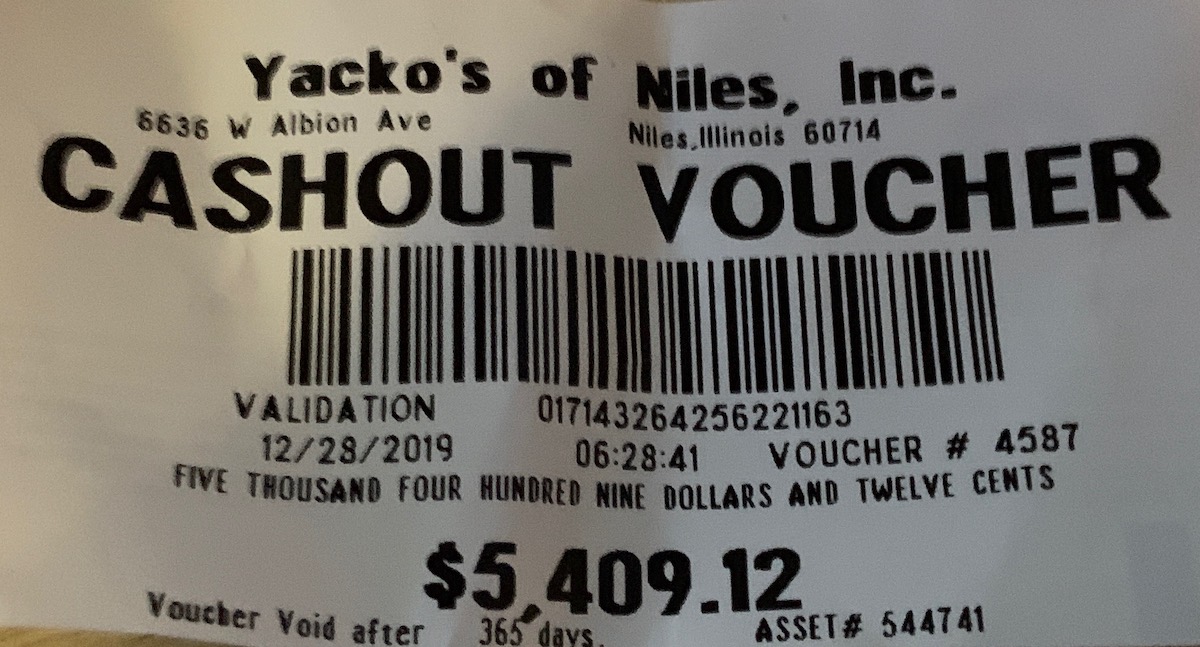 Yacko's of Niles, Inc.
6636 W Albion Ave Niles,Illinois 60714
CASHOUT VOUCHER
VALIDATION 017143264256221163
12/28/2019 06:28:41 VOUCHER # 4587
FIVE THOUSAND FOUR HUNDRED NINE DOLLARS AND TWELVE CENTS
$5,409.12
Voucher Void after 365 days. ASSET# 544741